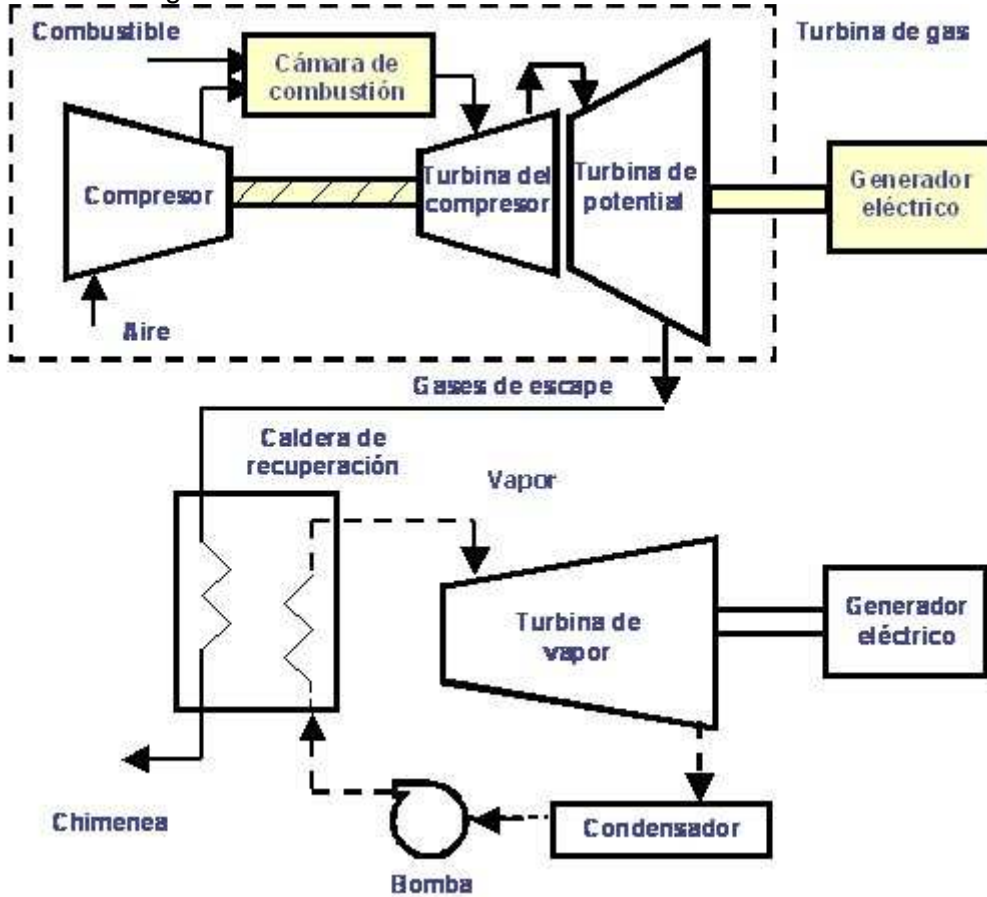 Combustible
Turbina de gas
Cámara de
combustión
Compresor
Turbina del
compresor
Turbina de
potential
Generador
eléctrico
Aire
Gases de escape
Caldera de
recuperación
Vapor
Turbina de
vapor
Generador
eléctrico
Chimenea
Condensador
Bomba